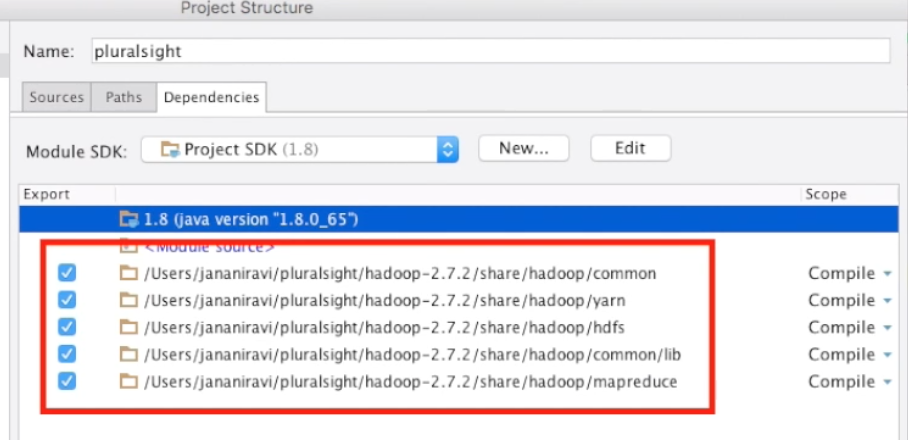 Project Structure
Name: pluralsight
Sources Paths Dependencies
Module SDK: Project SDK (1.8) New... Edit
Export Scope
1.8 (java version "1.8.0_65")
<Module source>
/Users/jananiravi/pluralsight/hadoop-2.7.2/share/hadoop/common Compile
/Users/jananiravi/pluralsight/hadoop-2.7.2/share/hadoop/yarn Compile
/Users/jananiravi/pluralsight/hadoop-2.7.2/share/hadoop/hdfs Compile
/Users/jananiravi/pluralsight/hadoop-2.7.2/share/hadoop/common/lib Compile
/Users/jananiravi/pluralsight/hadoop-2.7.2/share/hadoop/mapreduce Compile